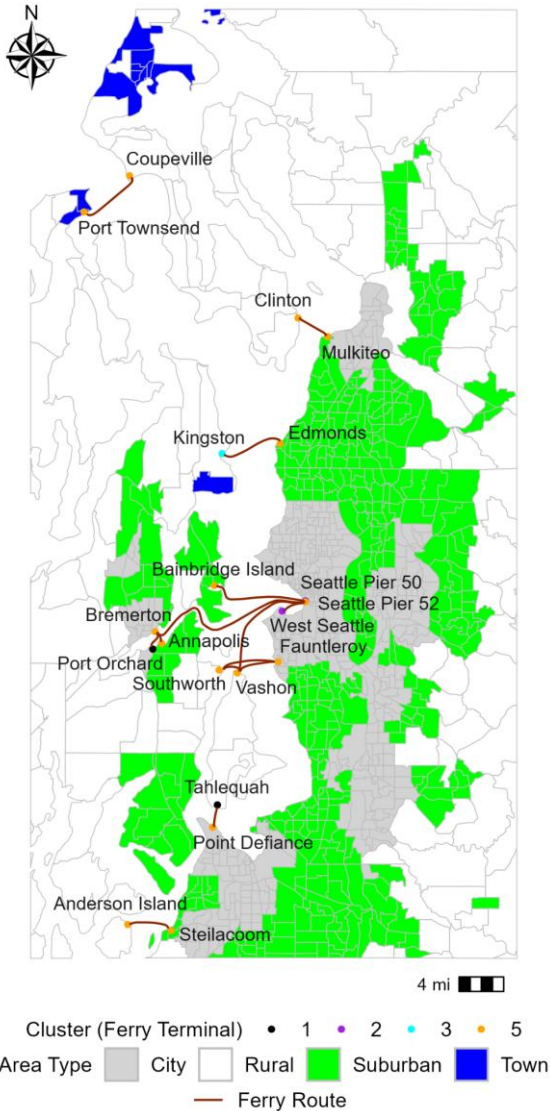 N
Coupeville
Port Townsend
Clinton
Mulkiteo
Kingston
Edmonds
Bainbridge Island
Seattle Pier 50
Seattle Pier 52
Bremerton
West Seattle
Annapolis
Fauntleroy
Port Orchard
Southworth
Vashon
Tahlequah
Point Defiance
Anderson Island
Steilacoom
4 mi
Cluster (Ferry Terminal) 1 2 3 5
Area Type City Rural Suburban Town
Ferry Route